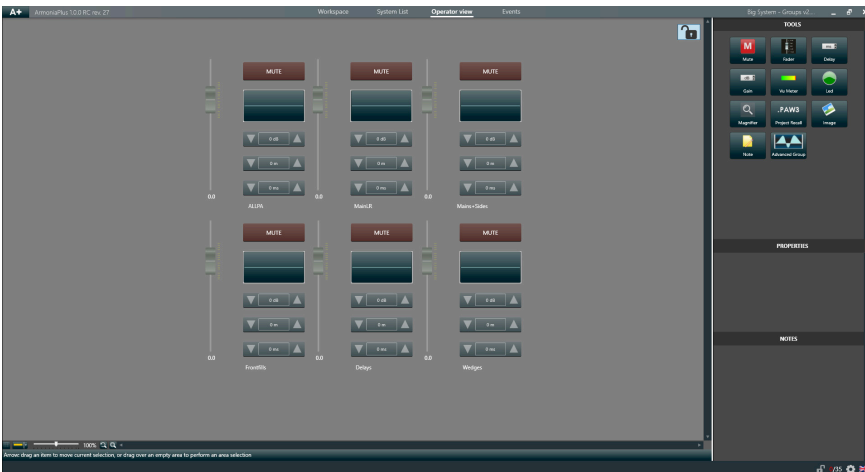 A+ ArmoníaPlus 1.0.0 RC rev. 27 Workspace System List Operator view Events Big System - Groups v2...
TOOLS
M
Mute Fader Delay
Gain Vu Meter Led
.PAW3
Magnifier Project Recall Image
Note Advanced Group
PROPERTIES
NOTES
MUTE MUTE MUTE
0 dB 0 dB 0 dB
0 m 0 m 0 m
0 ms 0 ms 0 ms
0.0 0.0 0.0
ALLPA MainLR Mains+Sides
MUTE MUTE MUTE
0 dB 0 dB 0 dB
0 m 0 m 0 m
0 ms 0 ms 0 ms
0.0 0.0 0.0
Frontfills Delays Wedges
100%
Arrow: drag an item to move current selection, or drag over an empty area to perform an area selection
/35